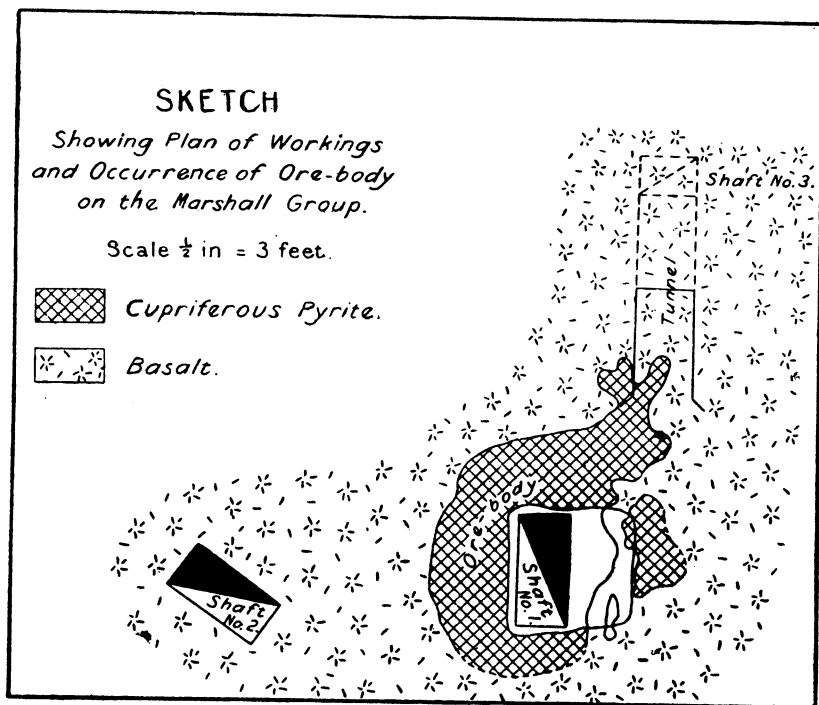 SKETCH
Showing Plan of Workings
and Occurrence of Ore-body
on the Marshall Group.
Scale ½ in = 3 feet.
Cupriferous Pyrite.
Basalt.
Shaft No. 3.
Tunnel
Ore-body
Shaft
No. 1.
Shaft
No. 2.